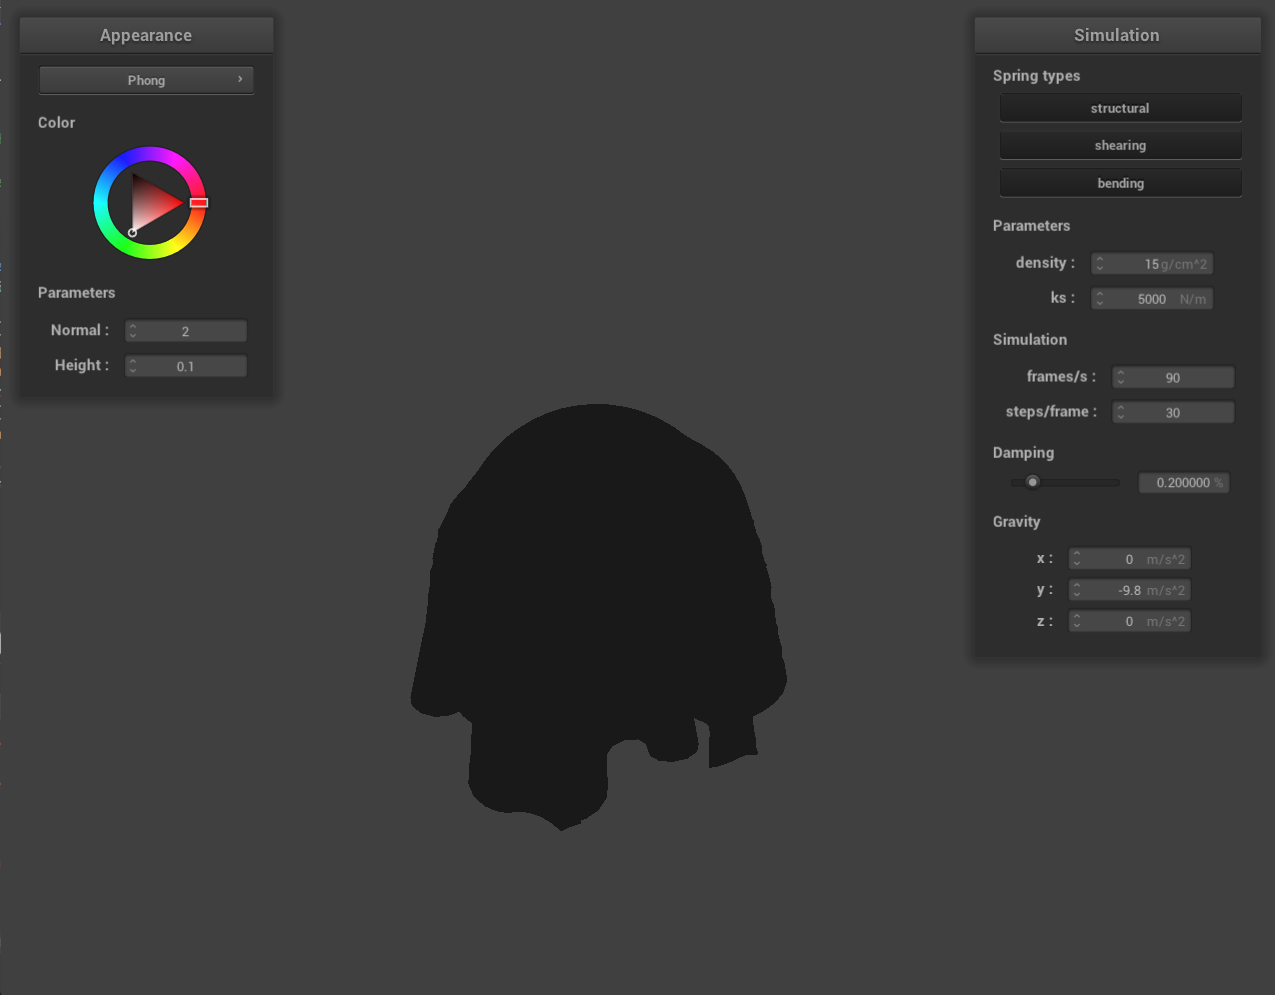 Appearance
Phong
Color
Parameters
Normal : 2
Height : 0.1
Simulation
Spring types
structural
shearing
bending
Parameters
density : 15 g/cm^2
ks : 5000 N/m
Simulation
frames/s : 90
steps/frame : 30
Damping
0.200000 %
Gravity
x : 0 m/s^2
y : -9.8 m/s^2
z : 0 m/s^2